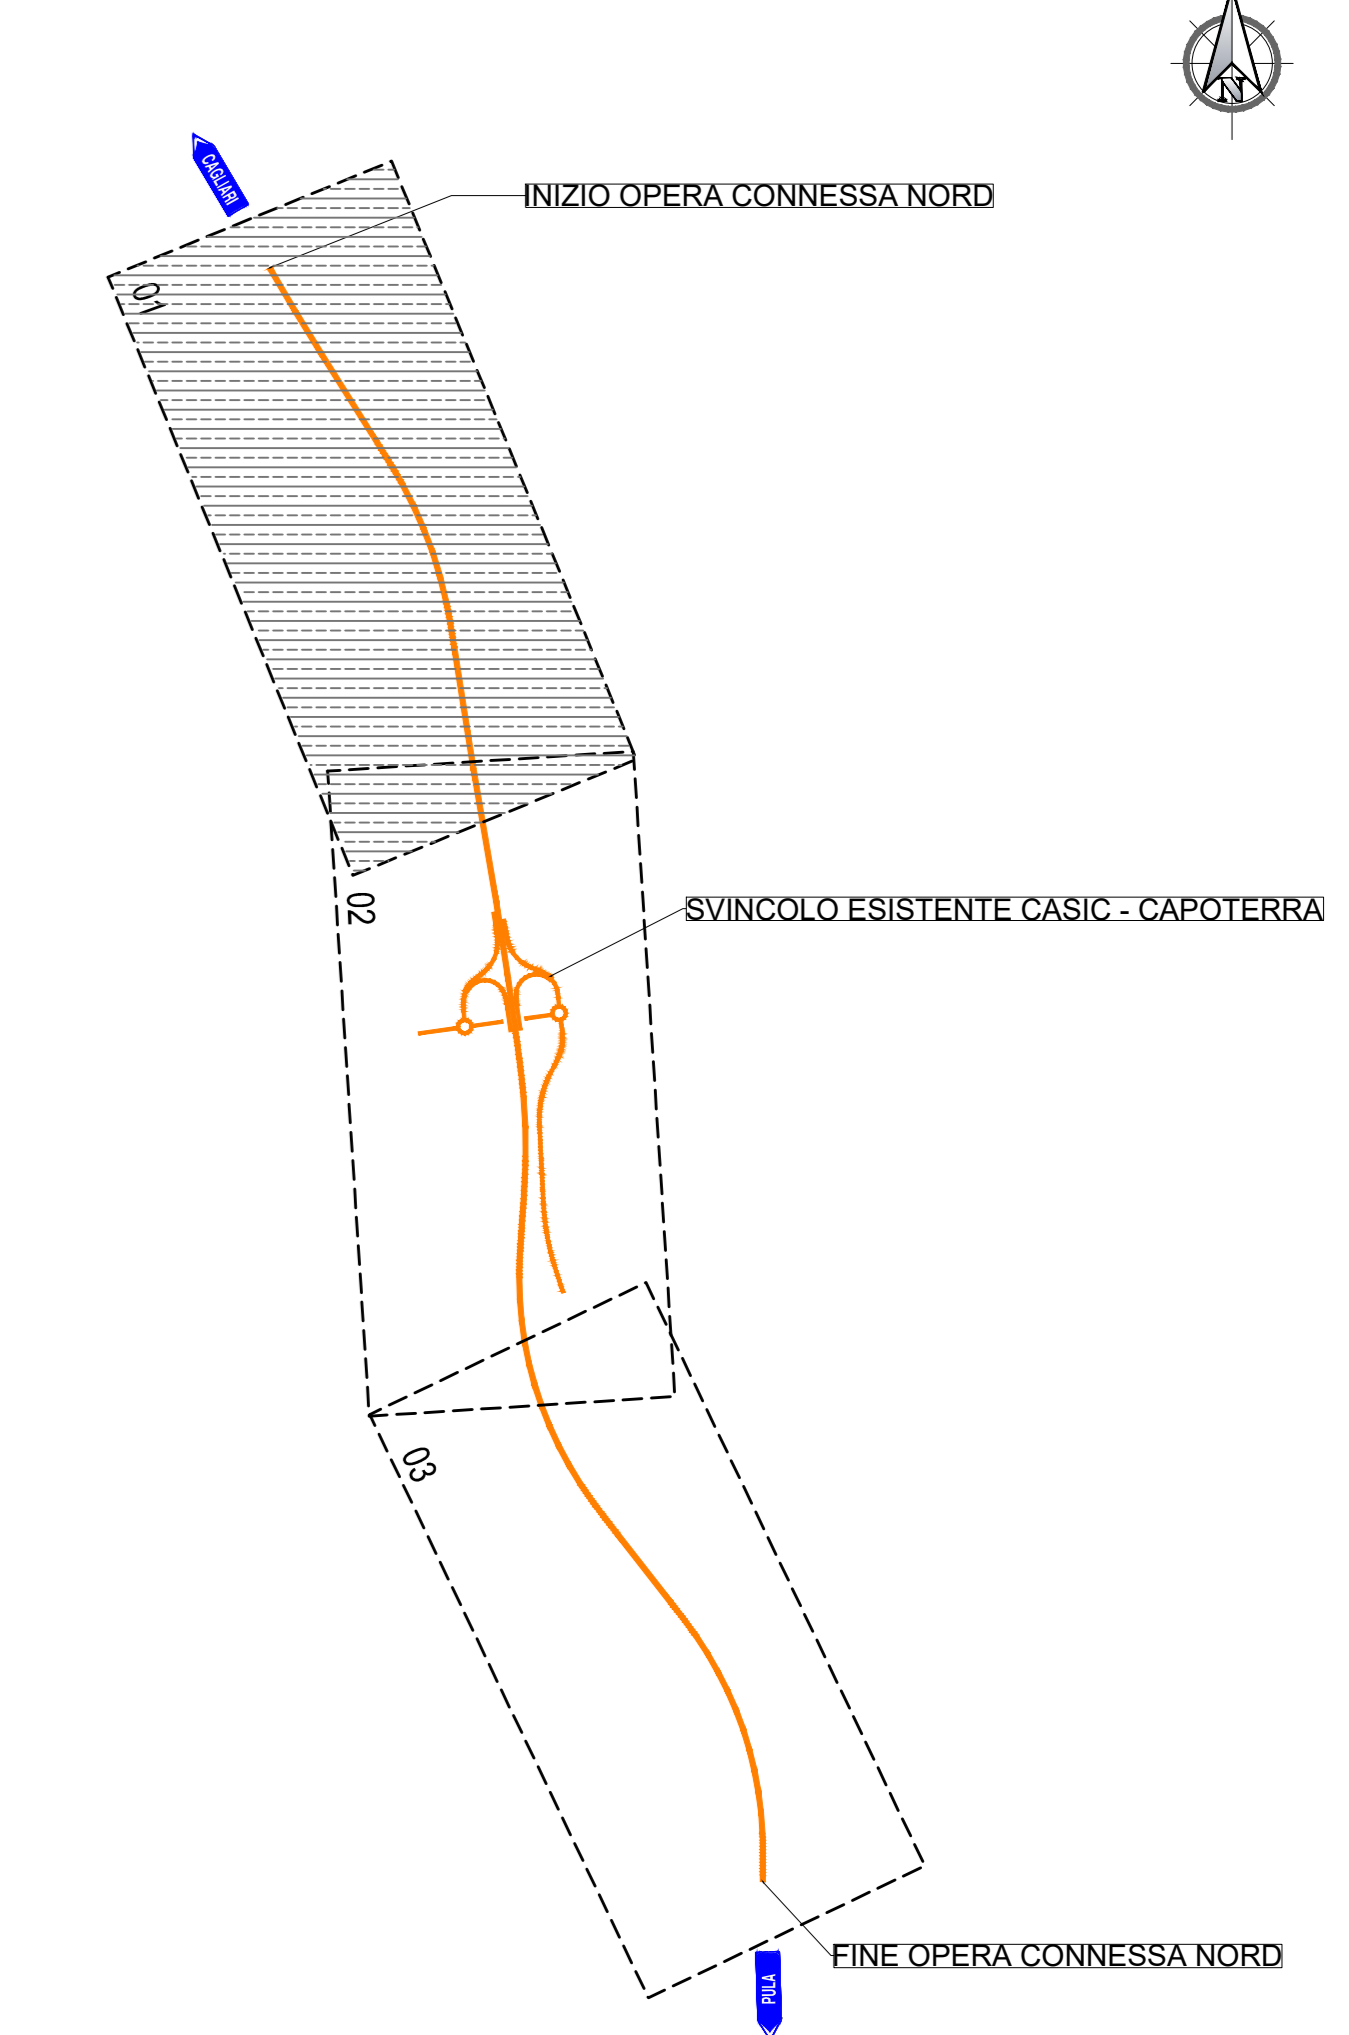 N
CAGLIARI
INIZIO OPERA CONNESSA NORD
01
02
SVINCOLO ESISTENTE CASIC - CAPOTERRA
03
FINE OPERA CONNESSA NORD
PULA